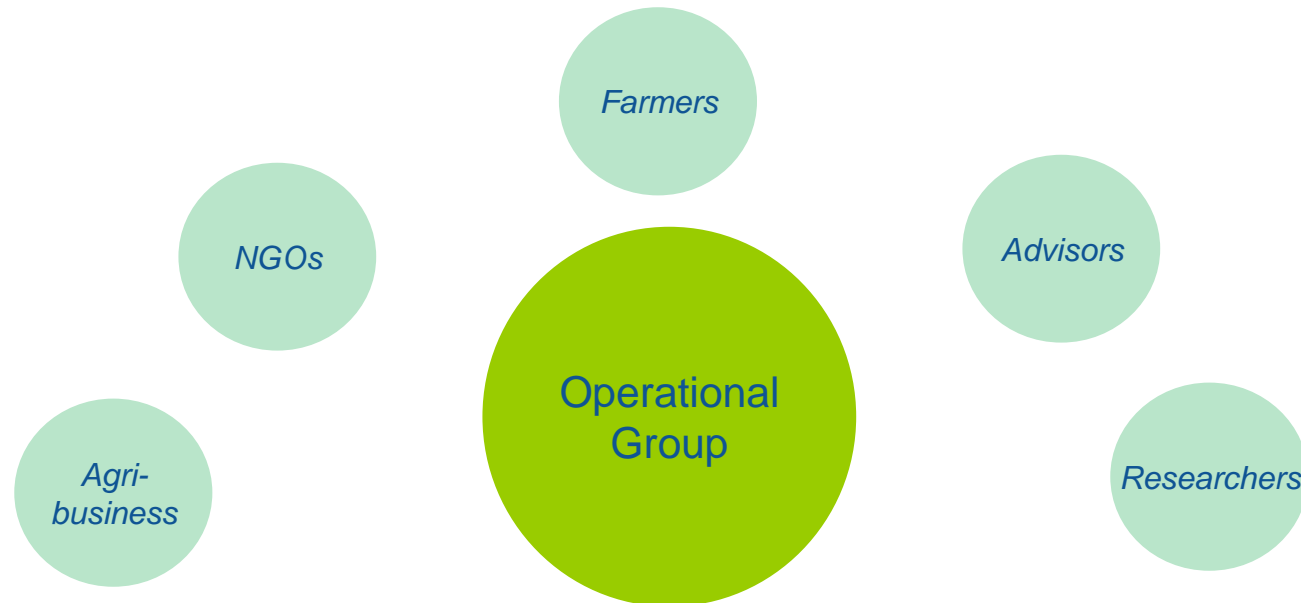 Farmers
NGOs
Advisors
Operational
Group
Agri-
business
Researchers